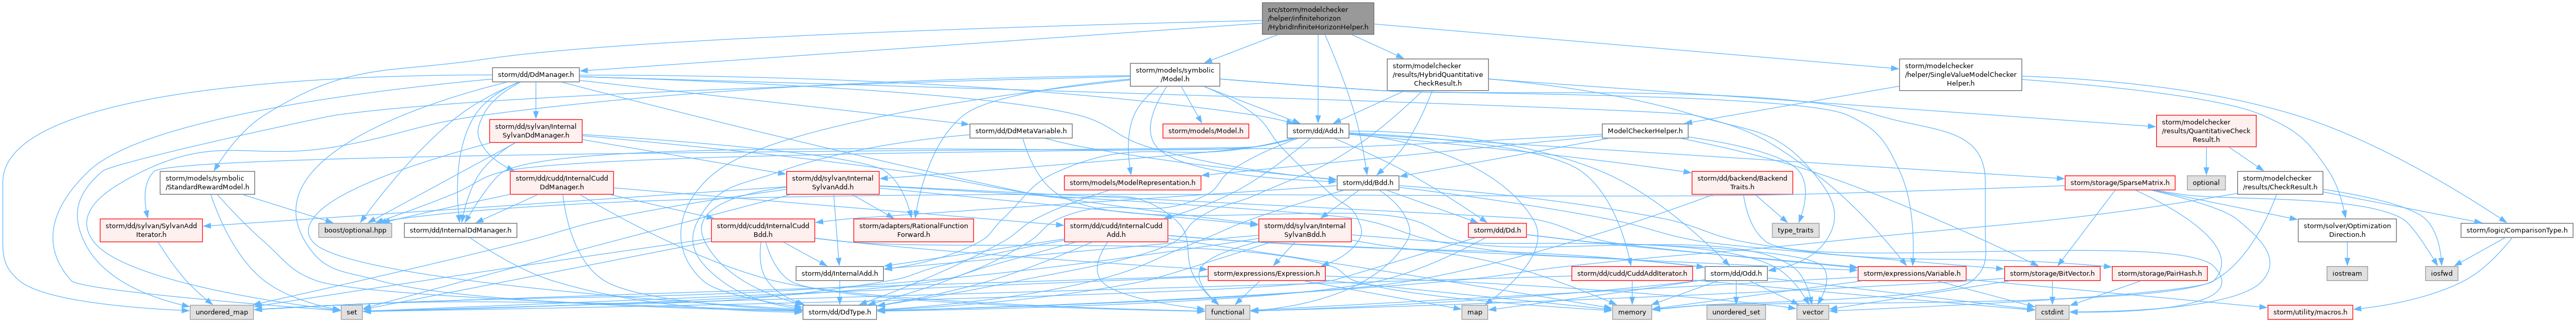 src/storm/modelchecker
/helper/infinitehorizon
/HybridInfiniteHorizonHelper.h
storm/dd/DdManager.h
storm/models/symbolic
/Model.h
storm/modelchecker
/results/HybridQuantitative
CheckResult.h
storm/modelchecker
/helper/SingleValueModelChecker
Helper.h
storm/dd/sylvan/Internal
SylvanDdManager.h
storm/dd/DdMetaVariable.h
storm/models/Model.h
storm/dd/Add.h
ModelCheckerHelper.h
storm/modelchecker
/results/QuantitativeCheck
Result.h
storm/models/symbolic
/StandardRewardModel.h
storm/dd/cudd/InternalCudd
DdManager.h
storm/dd/sylvan/Internal
SylvanAdd.h
storm/models/ModelRepresentation.h
storm/dd/Bdd.h
storm/dd/backend/Backend
Traits.h
storm/storage/SparseMatrix.h
optional
storm/modelchecker
/results/CheckResult.h
storm/dd/sylvan/SylvanAdd
Iterator.h
boost/optional.hpp
storm/dd/InternalDdManager.h
storm/dd/cudd/InternalCudd
Bdd.h
storm/adapters/RationalFunction
Forward.h
storm/dd/cudd/InternalCudd
Add.h
storm/dd/sylvan/Internal
SylvanBdd.h
storm/dd/Dd.h
type_traits
storm/solver/Optimization
Direction.h
storm/logic/ComparisonType.h
storm/dd/InternalAdd.h
storm/expressions/Expression.h
storm/dd/cudd/CuddAddIterator.h
storm/dd/Odd.h
storm/expressions/Variable.h
storm/storage/BitVector.h
storm/storage/PairHash.h
iostream
iosfwd
unordered_map
set
storm/dd/DdType.h
functional
map
memory
unordered_set
vector
cstdint
storm/utility/macros.h